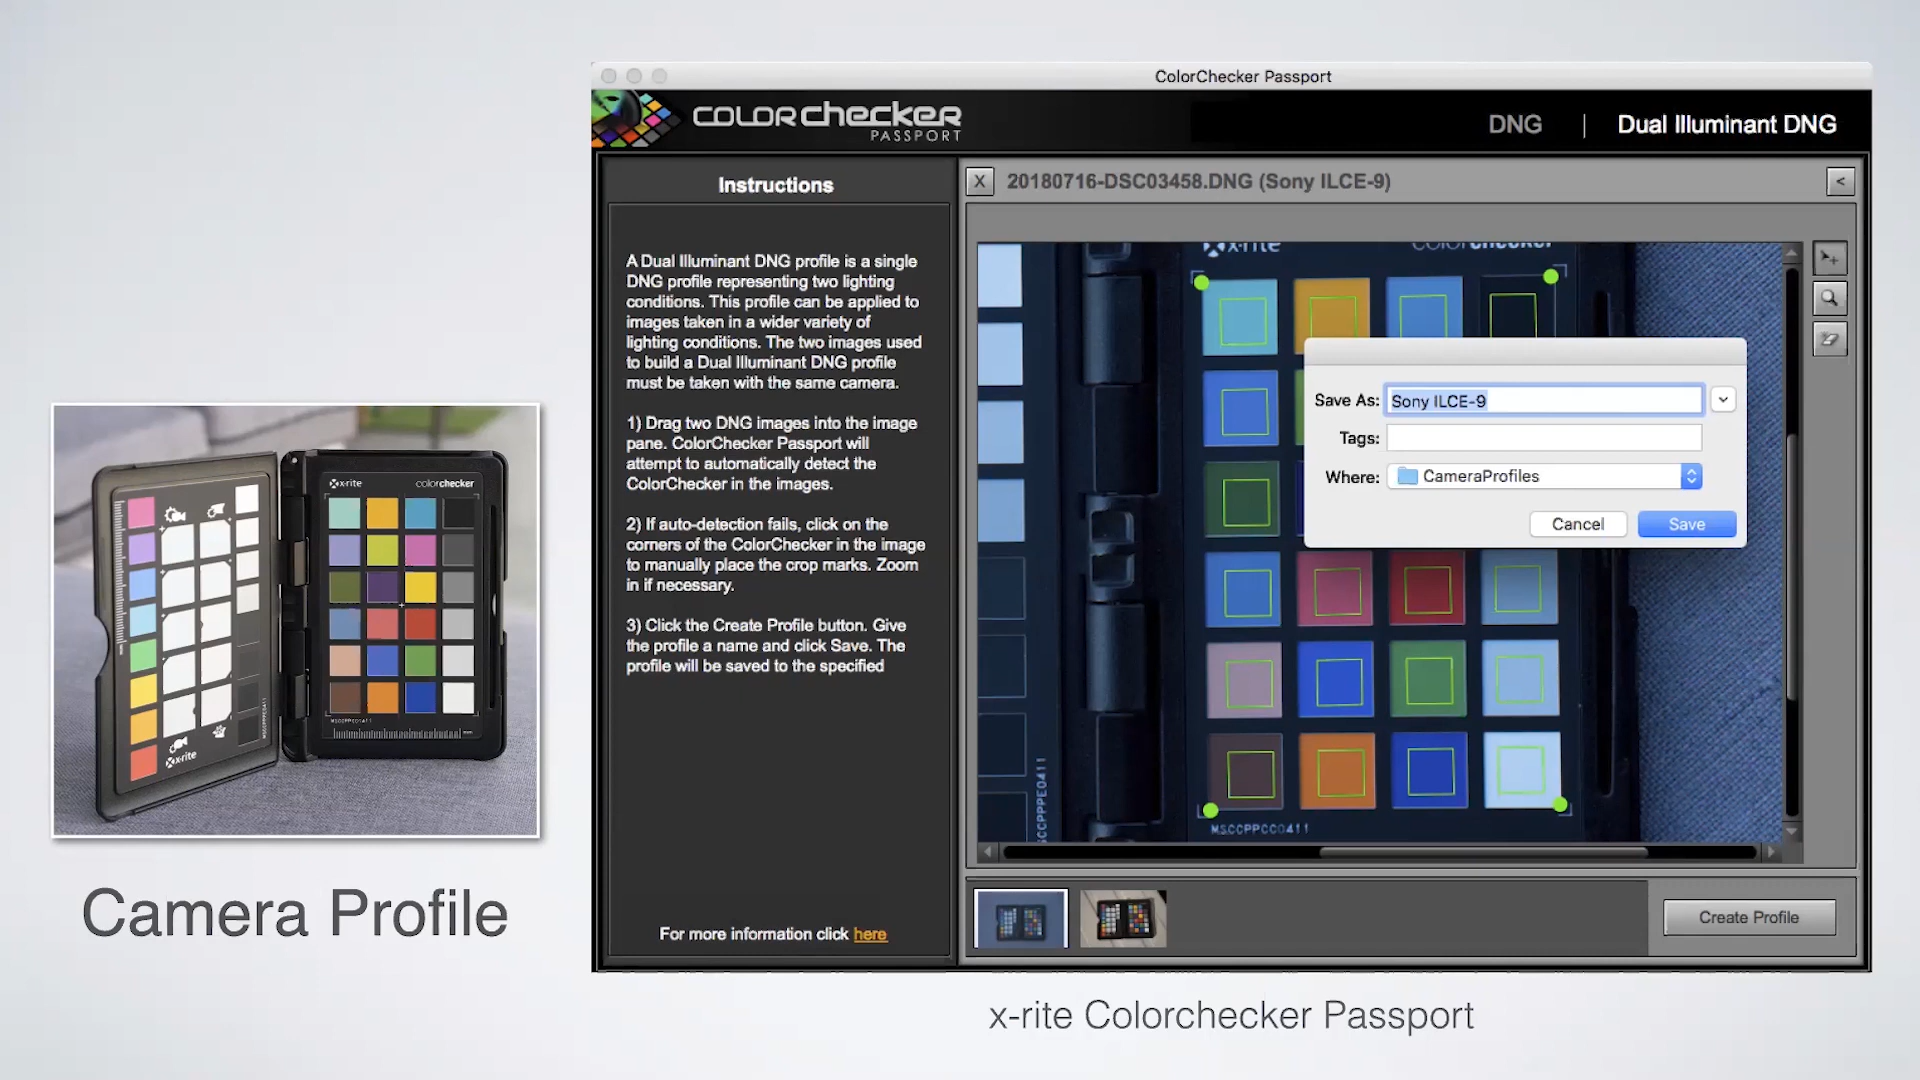 ColorChecker Passport
COLOR checker
PASSPORT
DNG | Dual Illuminant DNG
Instructions
X 20180716-DSC03458.DNG (Sony ILCE-9) <
A Dual Illuminant DNG profile is a single
DNG profile representing two lighting
conditions. This profile can be applied to
images taken in a wider variety of
lighting conditions. The two images used
to build a Dual Illuminant DNG profile
must be taken with the same camera.
1) Drag two DNG images into the image
pane. ColorChecker Passport will
attempt to automatically detect the
ColorChecker in the images.
2) If auto-detection fails, click on the
corners of the ColorChecker in the image
to manually place the crop marks. Zoom
in if necessary.
3) Click the Create Profile button. Give
the profile a name and click Save. The
profile will be saved to the specified
For more information click here
x-rite colorchecker
Save As: Sony ILCE-9
Tags:
Where: CameraProfiles
Cancel Save
MSCCPPCC0411
MSCCPPPE0411
Create Profile
x-rite colorchecker
MSCCPPCC0411
x-rite
Camera Profile
x-rite Colorchecker Passport